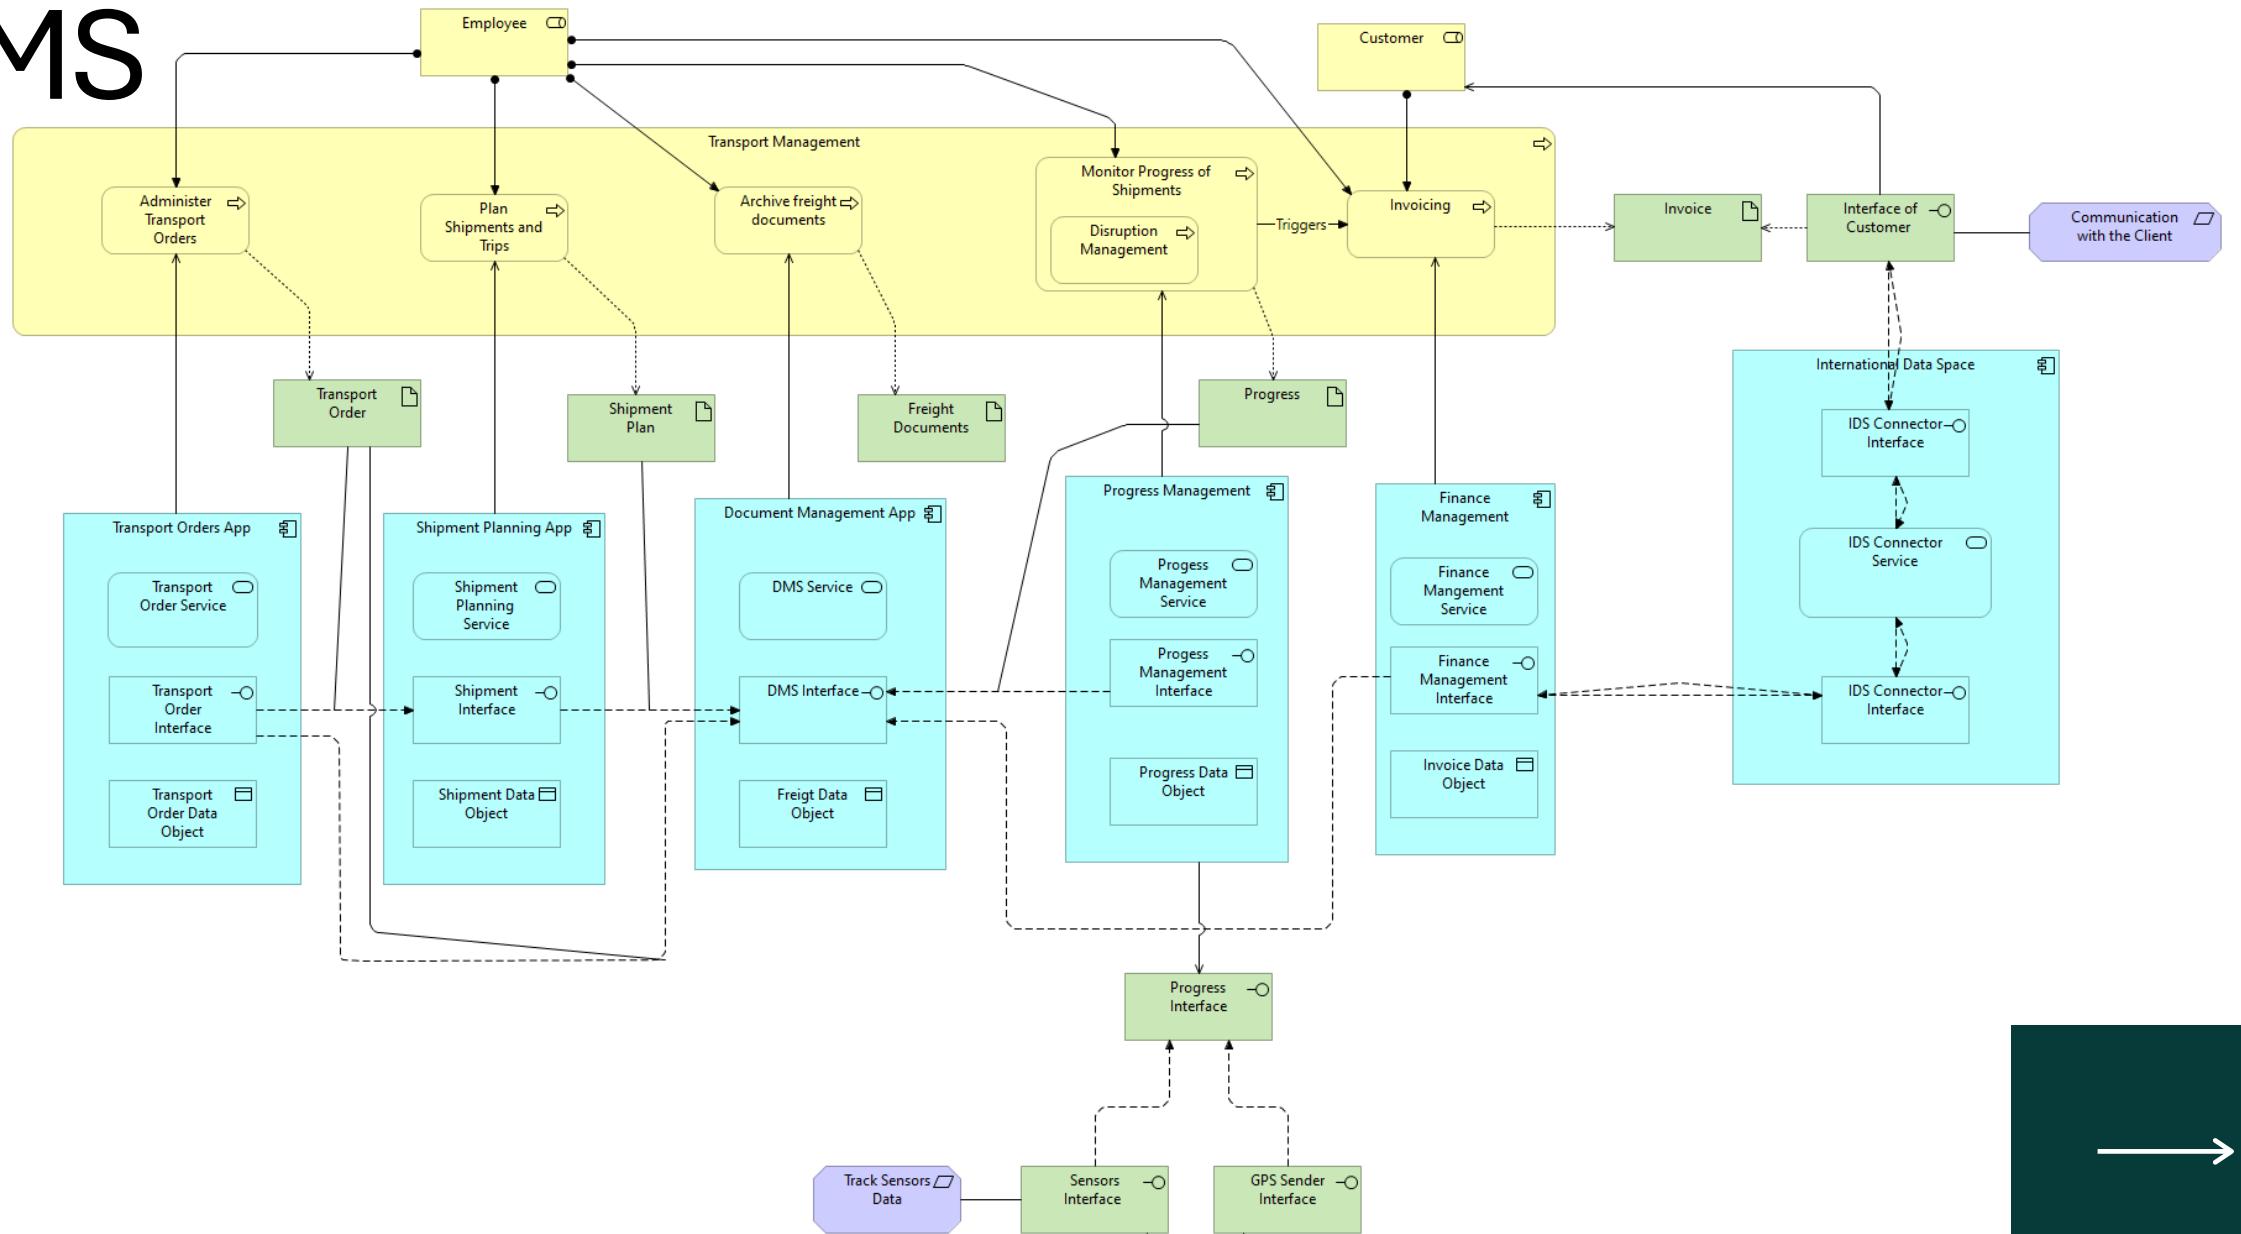 MS
Employee
Customer
Transport Management
Administer
Transport
Orders
Plan
Shipments and
Trips
Archive freight
documents
Monitor Progress of
Shipments
Disruption
Management
Triggers
Invoicing
Invoice
Interface of
Customer
Communication
with the Client
Transport
Order
Shipment
Plan
Freight
Documents
Progress
International Data Space
IDS Connector
Interface
IDS Connector
Service
IDS Connector
Interface
Transport Orders App
Transport
Order Service
Transport
Order
Interface
Transport
Order Data
Object
Shipment Planning App
Shipment
Planning
Service
Shipment
Interface
Shipment Data
Object
Document Management App
DMS Service
DMS Interface
Freigt Data
Object
Progress Management
Progess
Management
Service
Progess
Management
Interface
Progress Data
Object
Finance
Management
Finance
Mangement
Service
Finance
Management
Interface
Invoice Data
Object
Progress
Interface
Track Sensors
Data
Sensors
Interface
GPS Sender
Interface